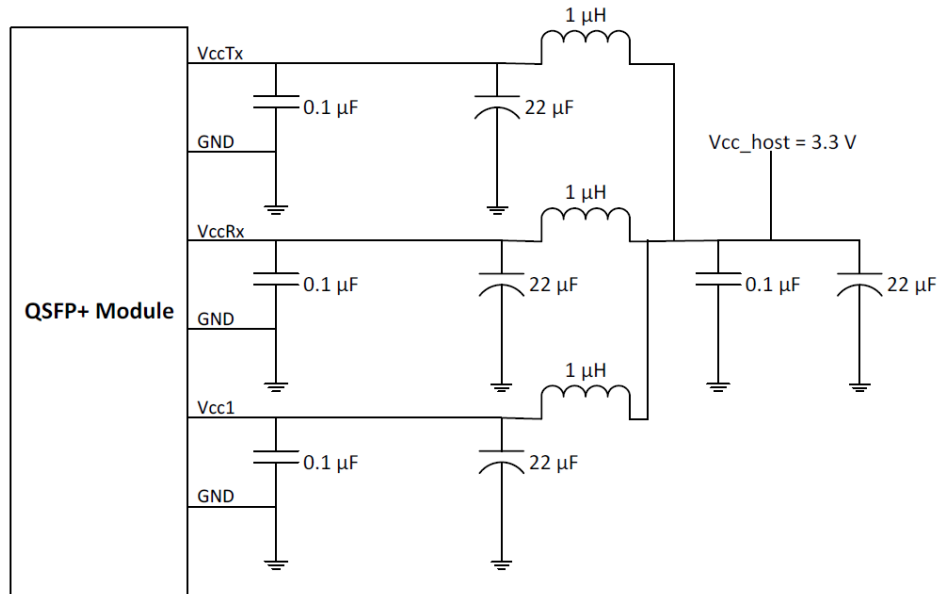 1 µH
VccTx
0.1 µF
22 µF
GND
Vcc_host = 3.3 V
1 µH
VccRx
0.1 µF
22 µF
0.1 µF
22 µF
QSFP+ Module
GND
1 µH
Vcc1
0.1 µF
22 µF
GND